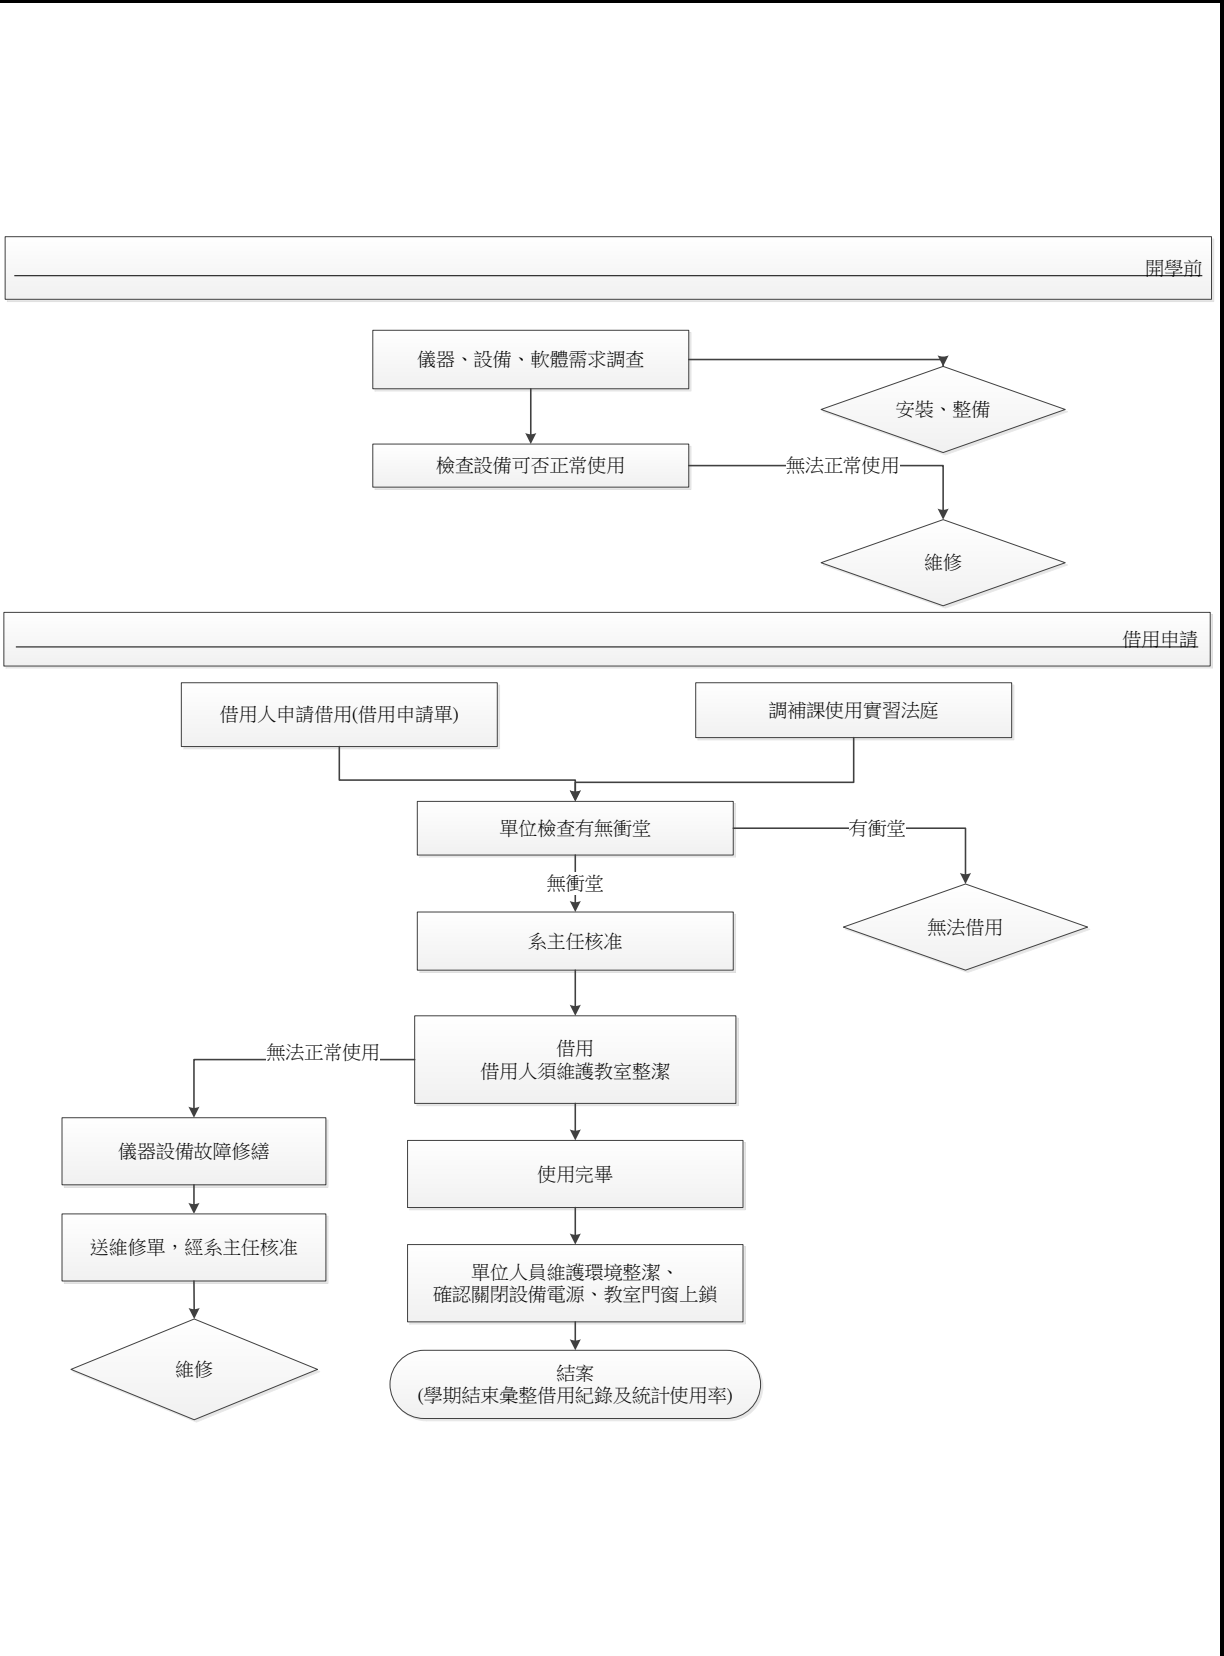 開學前
儀器、設備、軟體需求調查
安裝、整備
檢查設備可否正常使用
無法正常使用
維修
借用申請
借用人申請借用(借用申請單)
調補課使用實習法庭
單位檢查有無衝堂
有衝堂
無衝堂
無法借用
系主任核准
無法正常使用
借用
借用人須維護教室整潔
儀器設備故障修繕
使用完畢
送維修單，經系主任核准
單位人員維護環境整潔、
確認關閉設備電源、教室門窗上鎖
維修
結案
(學期結束彙整借用紀錄及統計使用率)